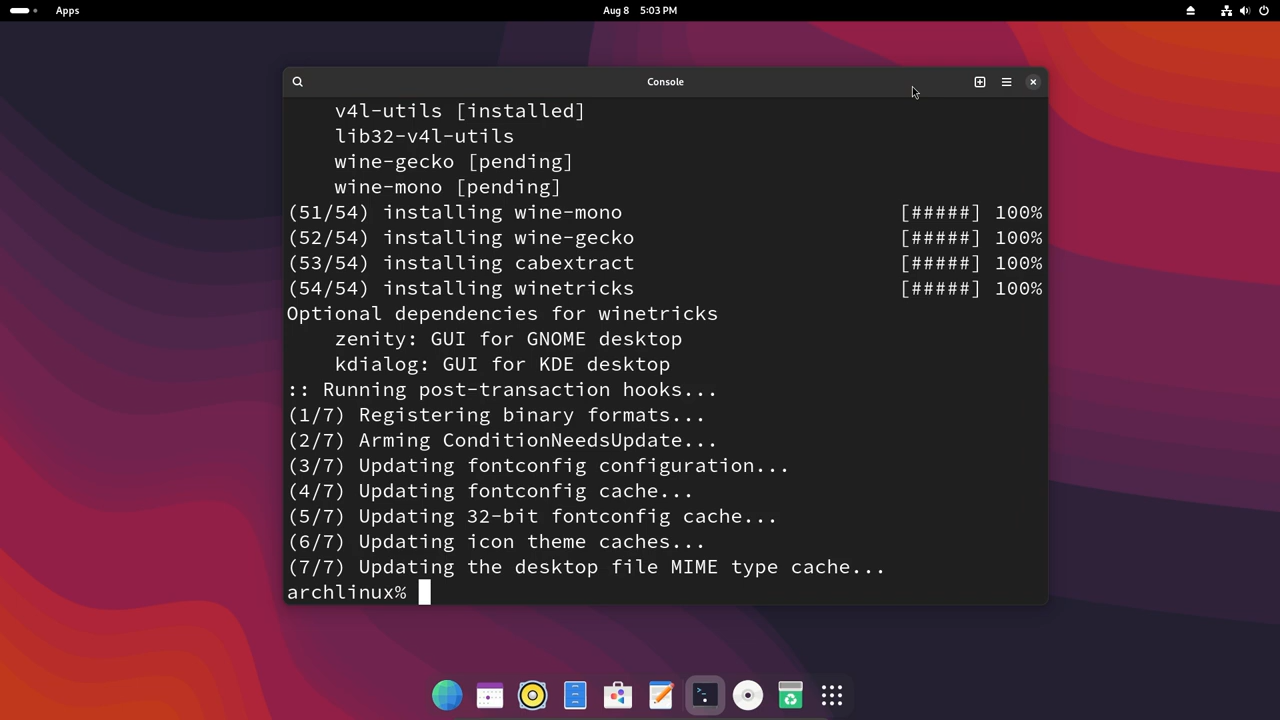 Apps
Aug 8 5:03 PM
Console
v4l-utils [installed]
lib32-v4l-utils
wine-gecko [pending]
wine-mono [pending]
(51/54) installing wine-mono [#####] 100%
(52/54) installing wine-gecko [#####] 100%
(53/54) installing cabextract [#####] 100%
(54/54) installing winetricks [#####] 100%
Optional dependencies for winetricks
zenity: GUI for GNOME desktop
kdialog: GUI for KDE desktop
:: Running post-transaction hooks...
(1/7) Registering binary formats...
(2/7) Arming ConditionNeedsUpdate...
(3/7) Updating fontconfig configuration...
(4/7) Updating fontconfig cache...
(5/7) Updating 32-bit fontconfig cache...
(6/7) Updating icon theme caches...
(7/7) Updating the desktop file MIME type cache...
archlinux%